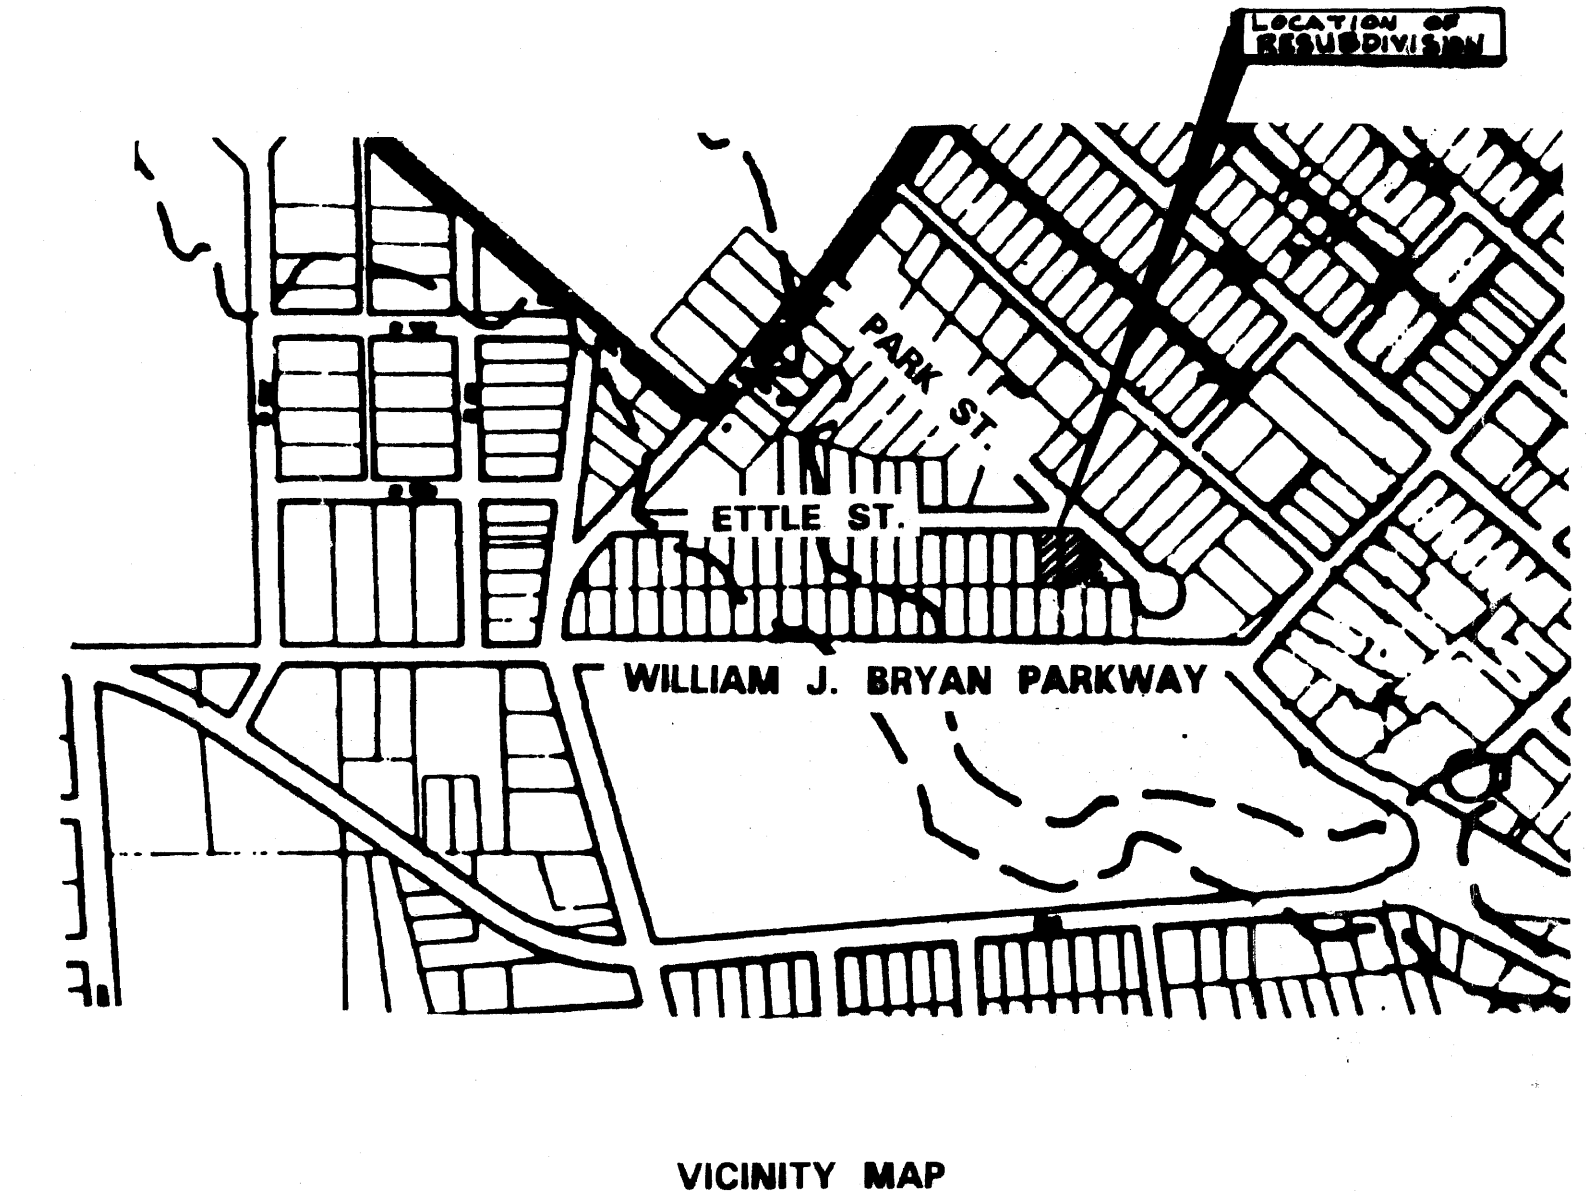 LOCATION OF
RESUBDIVISION
PARK ST.
ETTLE ST.
WILLIAM J. BRYAN PARKWAY
VICINITY MAP